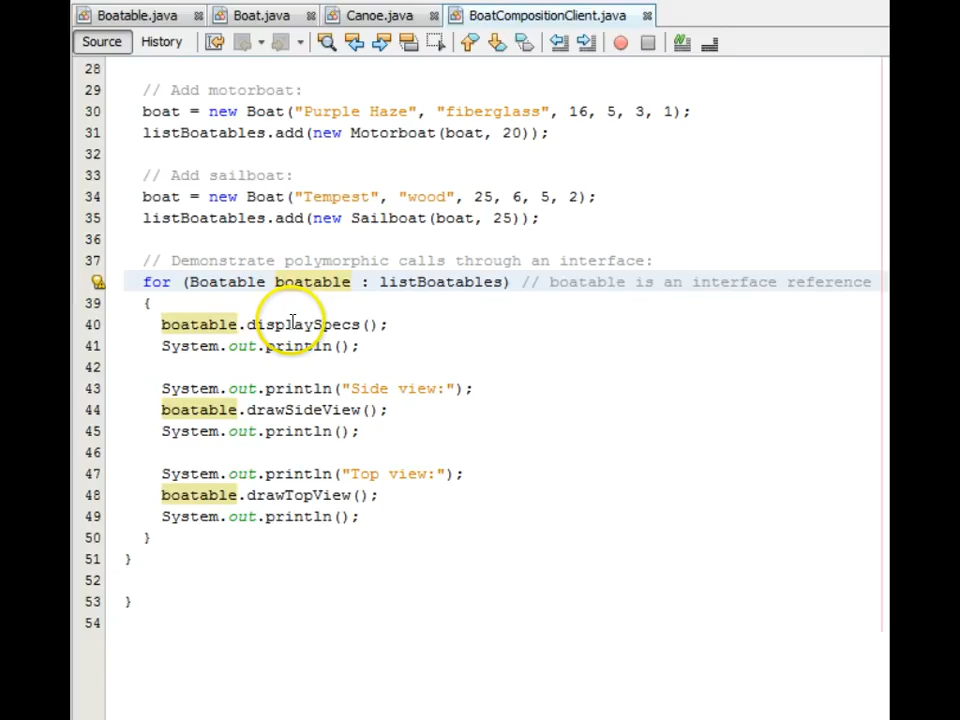 Boatable.java Boat.java Canoe.java BoatCompositionClient.java
Source History
28
29 // Add motorboat:
30 boat = new Boat("Purple Haze", "fiberglass", 16, 5, 3, 1);
31 listBoatables.add(new Motorboat(boat, 20));
32
33 // Add sailboat:
34 boat = new Boat("Tempest", "wood", 25, 6, 5, 2);
35 listBoatables.add(new Sailboat(boat, 25));
36
37 // Demonstrate polymorphic calls through an interface:
for (Boatable boatable : listBoatables) // boatable is an interface reference
39 {
40 boatable.displaySpecs();
41 System.out.println();
42
43 System.out.println("Side view:");
44 boatable.drawSideView();
45 System.out.println();
46
47 System.out.println("Top view:");
48 boatable.drawTopView();
49 System.out.println();
50 }
51 }
52
53 }
54